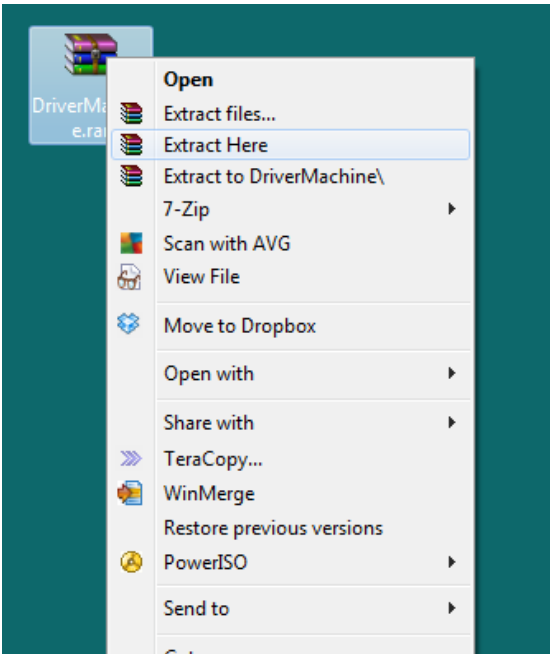 DriverMa
e.ra
Open
Extract files...
Extract Here
Extract to DriverMachine\
7-Zip
Scan with AVG
View File
Move to Dropbox
Open with
Share with
TeraCopy...
WinMerge
Restore previous versions
PowerISO
Send to